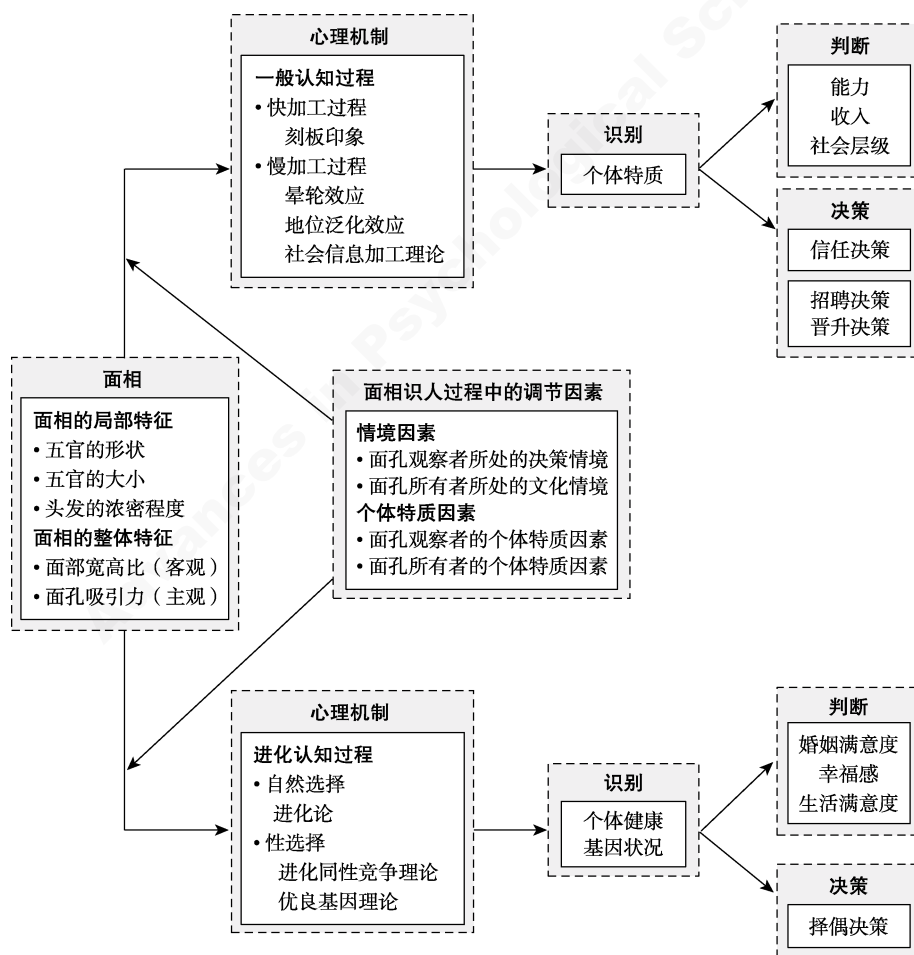 心理机制
一般认知过程
• 快加工过程
刻板印象
• 慢加工过程
晕轮效应
地位泛化效应
社会信息加工理论
识别
个体特质
判断
能力
收入
社会层级
决策
信任决策
招聘决策
晋升决策
面相
面相的局部特征
• 五官的形状
• 五官的大小
• 头发的浓密程度
面相的整体特征
• 面部宽高比（客观）
• 面孔吸引力（主观）
面相识人过程中的调节因素
情境因素
• 面孔观察者所处的决策情境
• 面孔所有者所处的文化情境
个体特质因素
• 面孔观察者的个体特质因素
• 面孔所有者的个体特质因素
心理机制
进化认知过程
• 自然选择
进化论
• 性选择
进化同性竞争理论
优良基因理论
识别
个体健康
基因状况
判断
婚姻满意度
幸福感
生活满意度
决策
择偶决策
Advances in Psychological